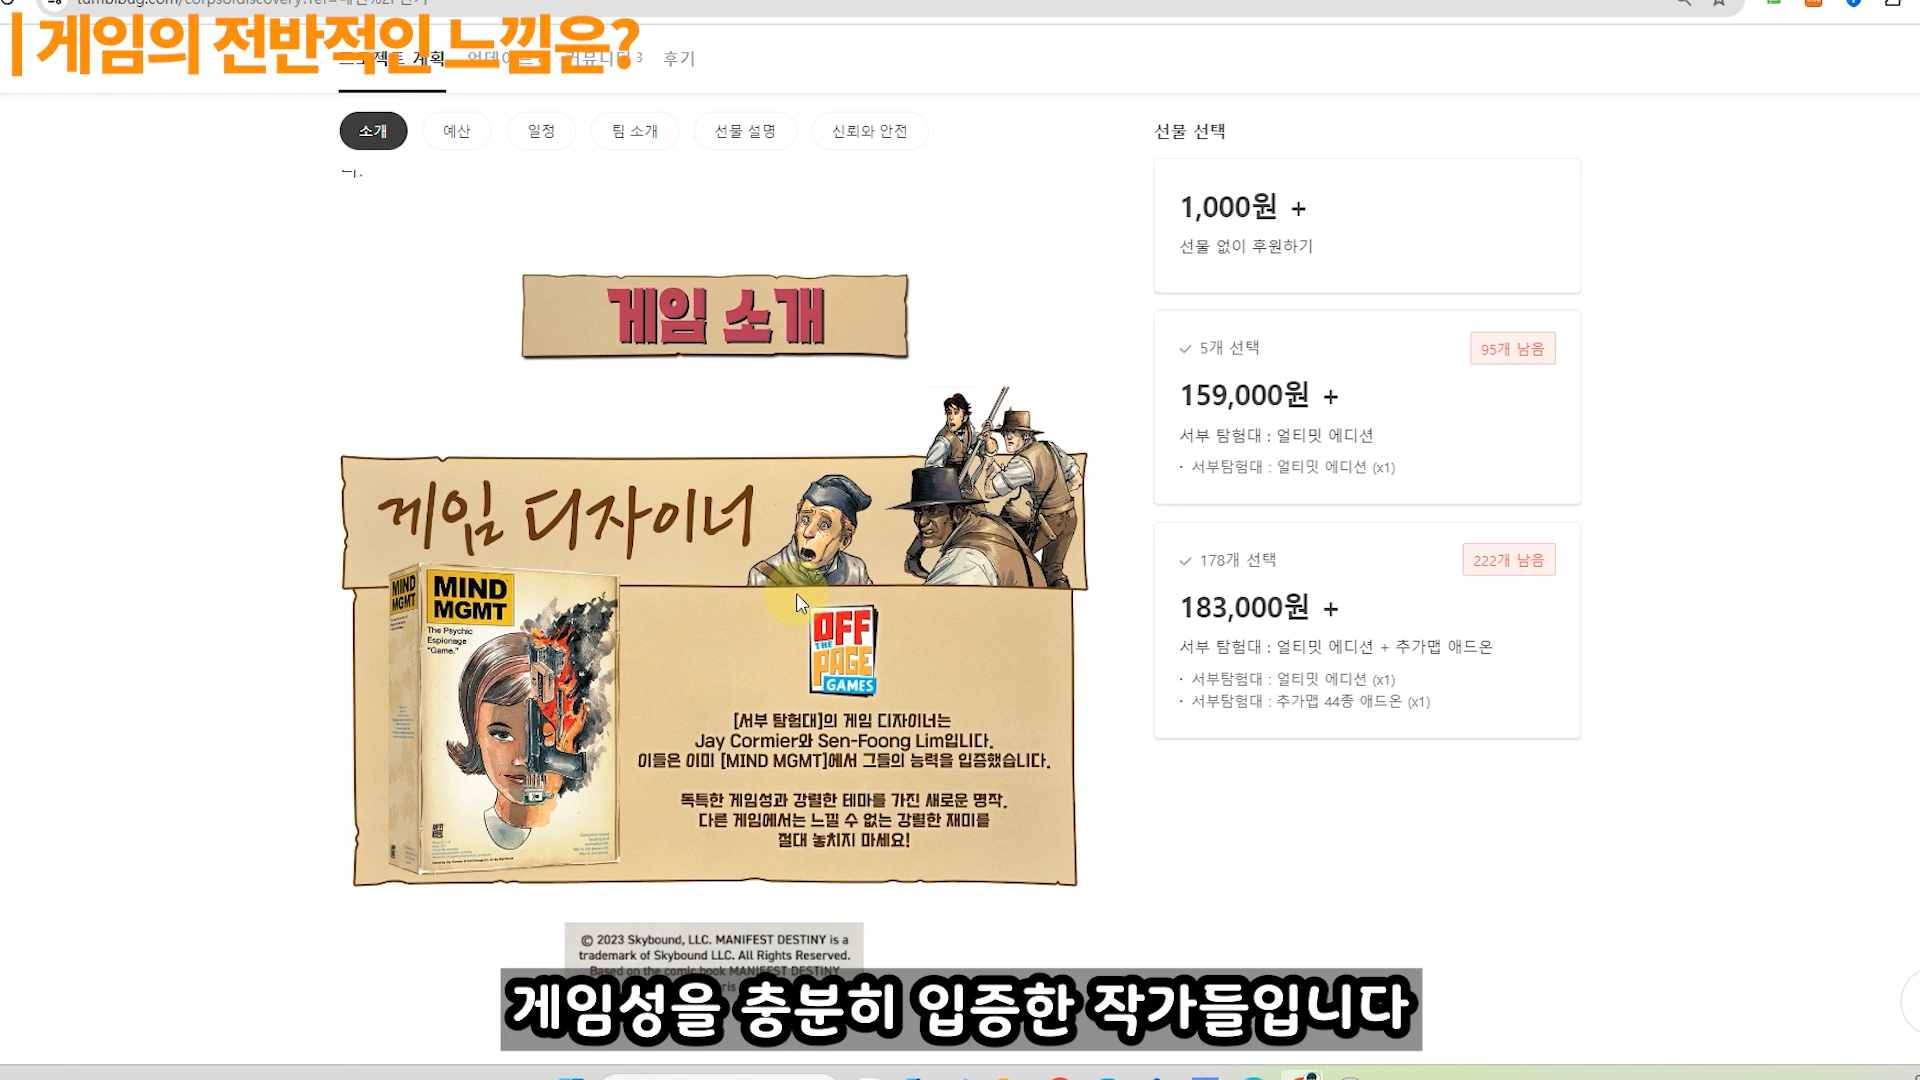 | 게임의 전반적인 느낌은?
3 후기
소개 예산 일정 팀 소개 선물 설명 신뢰와 안전
게임 소개
게임 디자이너
MIND MGMT
MIND
MGMT
The Psychic
Espionage
"Game."
OFF
THE
PAGE
GAMES
[서부 탐험대]의 게임 디자이너는
Jay Cormier와 Sen-Foong Lim입니다.
이들은 이미 [MIND MGMT]에서 그들의 능력을 입증했습니다.
독특한 게임성과 강렬한 테마를 가진 새로운 명작.
다른 게임에서는 느낄 수 없는 강렬한 재미를
절대 놓치지 마세요!
© 2023 Skybound, LLC. MANIFEST DESTINY is a
trademark of Skybound LLC. All Rights Reserved.
Based on the comic book MANIFEST DESTINY
게임성을 충분히 입증한 작가들입니다
선물 선택
1,000원 +
선물 없이 후원하기
5개 선택 95개 남음
159,000원 +
서부 탐험대 : 얼티밋 에디션
· 서부탐험대 : 얼티밋 에디션 (x1)
178개 선택 222개 남음
183,000원 +
서부 탐험대 : 얼티밋 에디션 + 추가맵 애드온
· 서부탐험대 : 얼티밋 에디션 (x1)
· 서부탐험대 : 추가맵 44종 애드온 (x1)